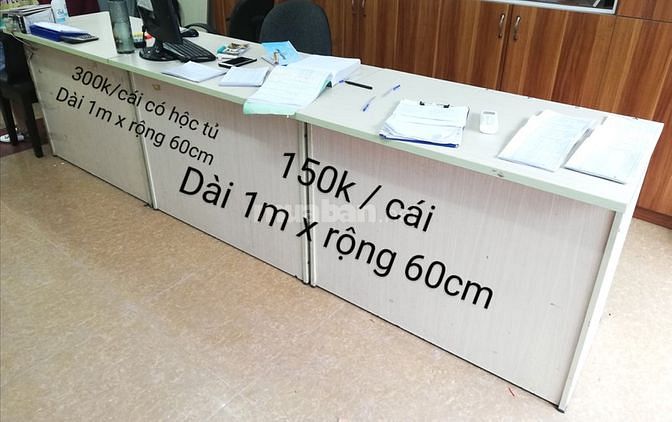 300k/cái có hộc tủ
Dài 1m x rộng 60cm
150k / cái
Dài 1m x rộng 60cm